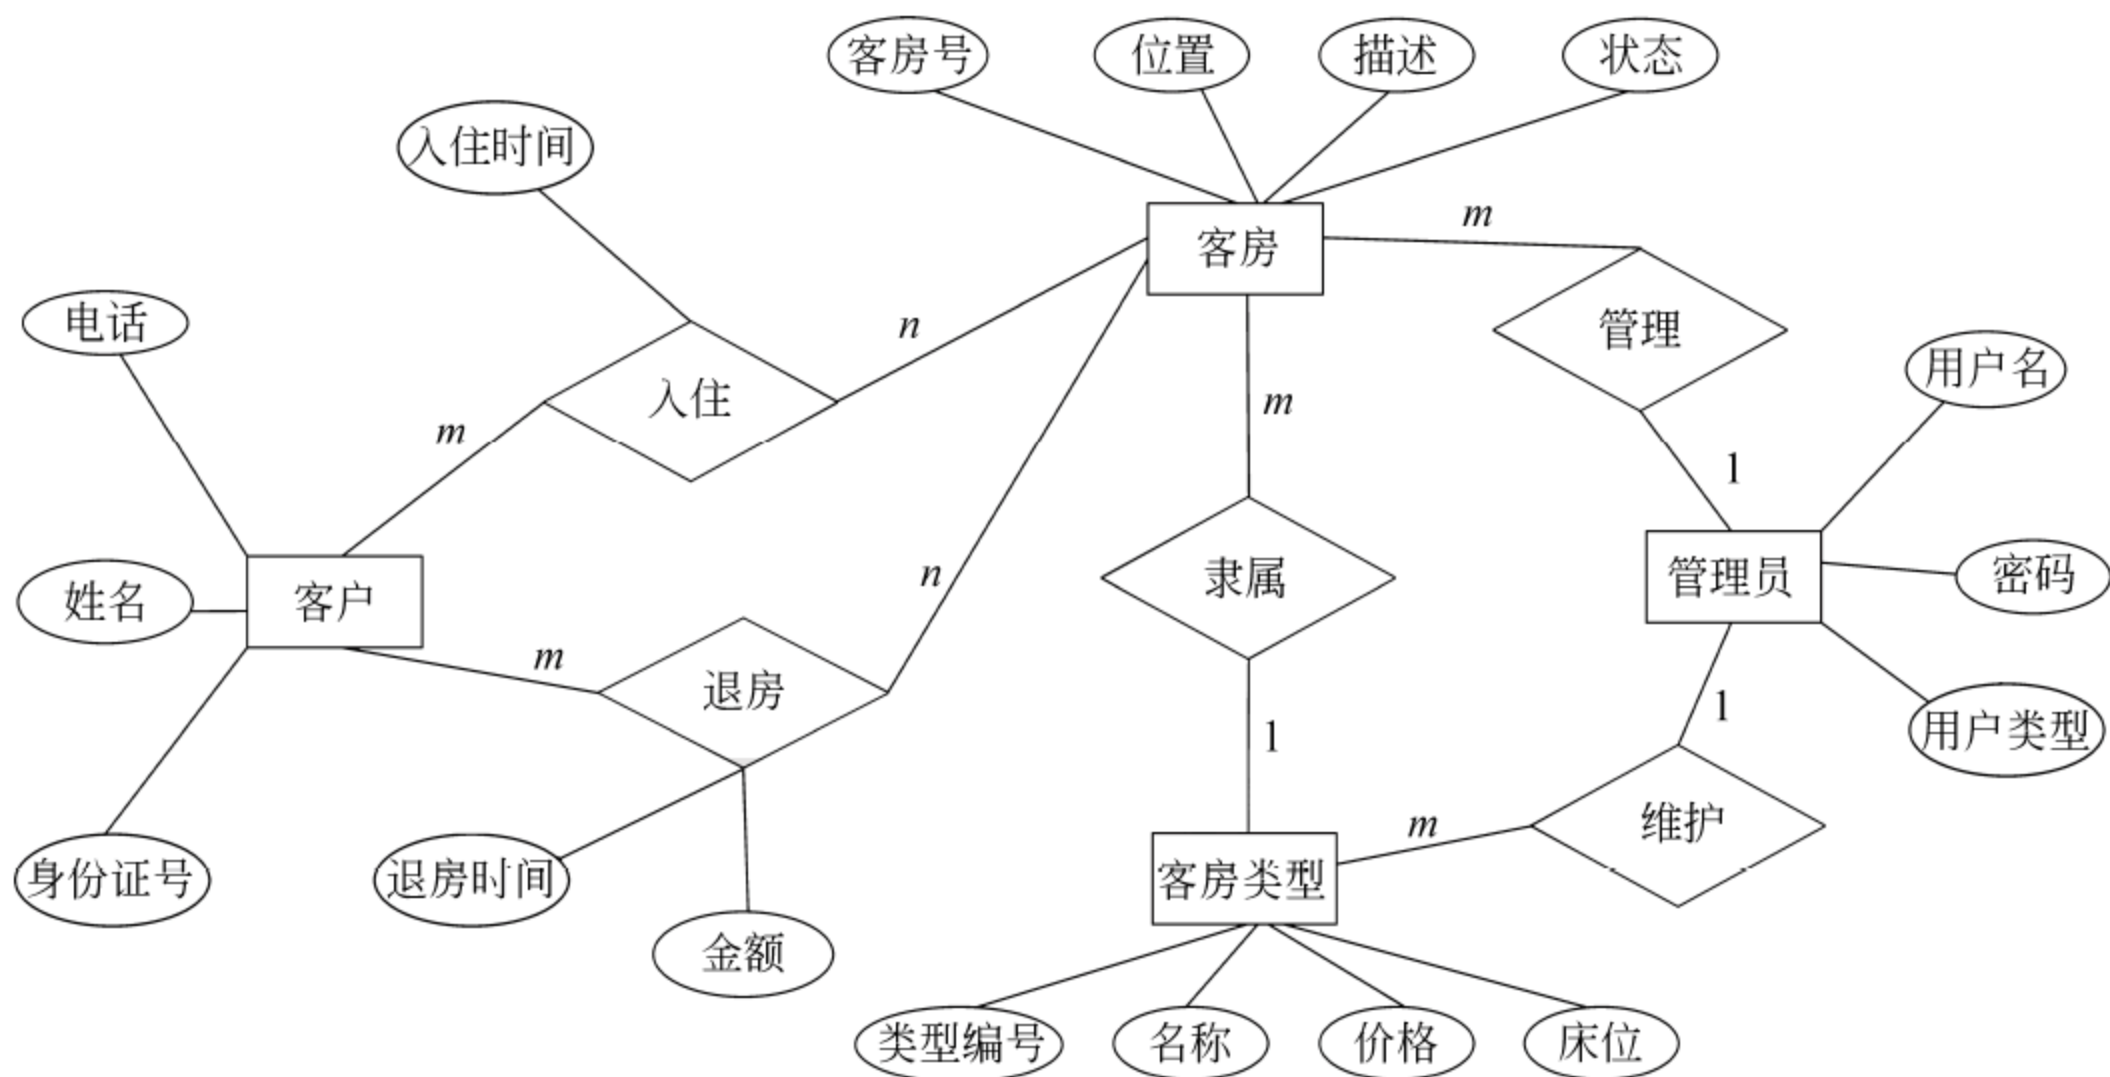 客房号
位置
描述
状态
入住时间
m
客房
n
管理
电话
用户名
入住
m
m
1
姓名
客户
n
隶属
管理员
密码
m
退房
1
1
用户类型
m
维护
身份证号
退房时间
客房类型
金额
类型编号
名称
价格
床位